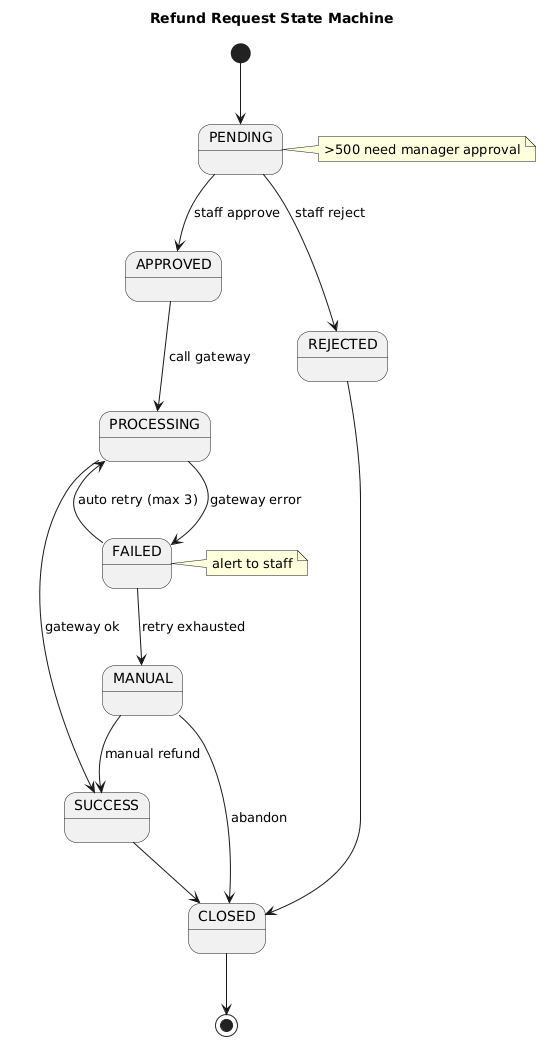 Refund Request State Machine
PENDING
>500 need manager approval
staff approve
staff reject
APPROVED
REJECTED
call gateway
PROCESSING
auto retry (max 3)
gateway error
FAILED
alert to staff
gateway ok
retry exhausted
MANUAL
manual refund
SUCCESS
abandon
CLOSED